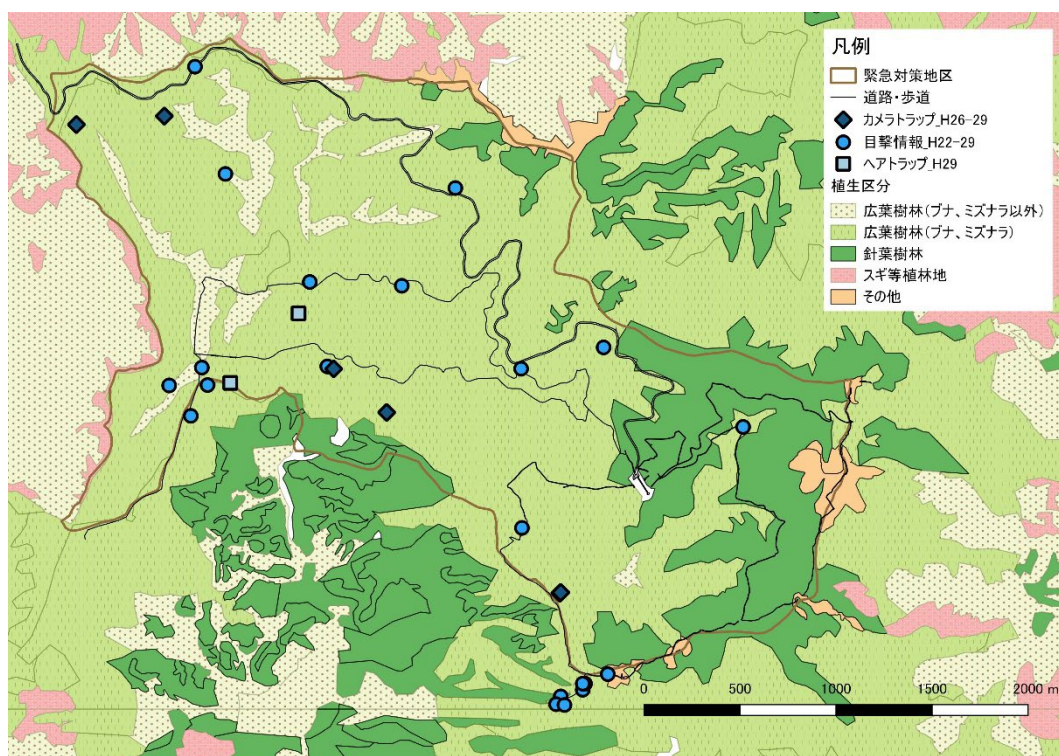 凡例
緊急対策地区
道路・歩道
カメラトラップ_H26-29
目撃情報_H22-29
ヘアトラップ_H29
植生区分
広葉樹林(ブナ、ミズナラ以外)
広葉樹林(ブナ、ミズナラ)
針葉樹林
スギ等植林地
その他
0 500 1000 1500 2000 m